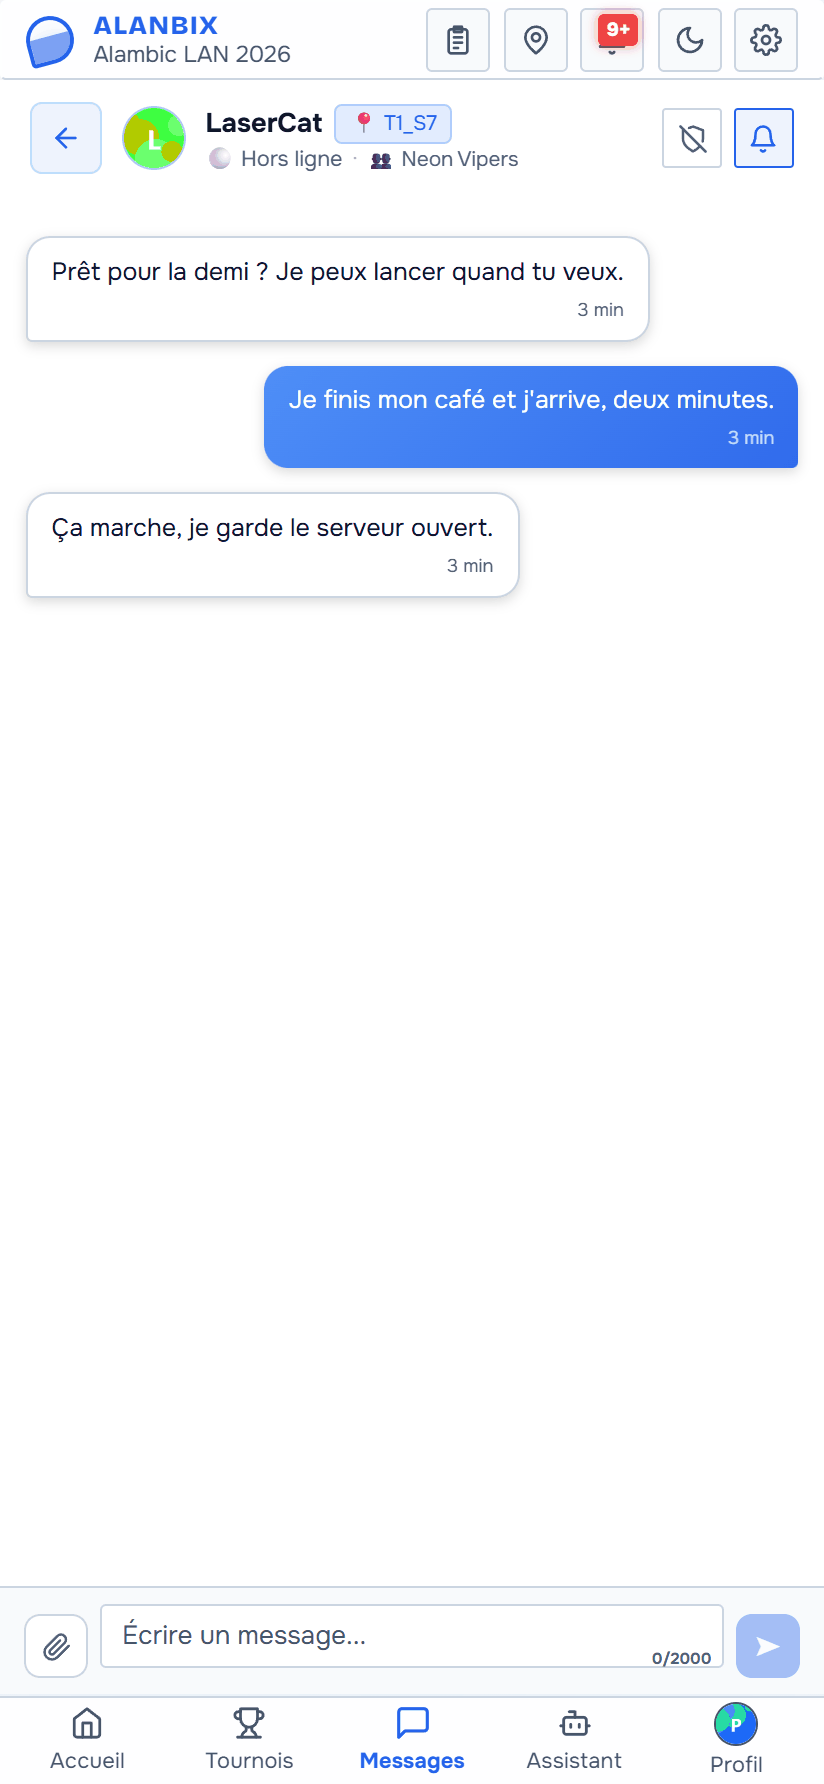 ALANBIX
Alambic LAN 2026
9+
L
LaserCat
📍 T1_S7
Hors ligne · 👥 Neon Vipers
Prêt pour la demi ? Je peux lancer quand tu veux.
3 min
Je finis mon café et j'arrive, deux minutes.
3 min
Ça marche, je garde le serveur ouvert.
3 min
Écrire un message...
0/2000
P
Accueil
Tournois
Messages
Assistant
Profil